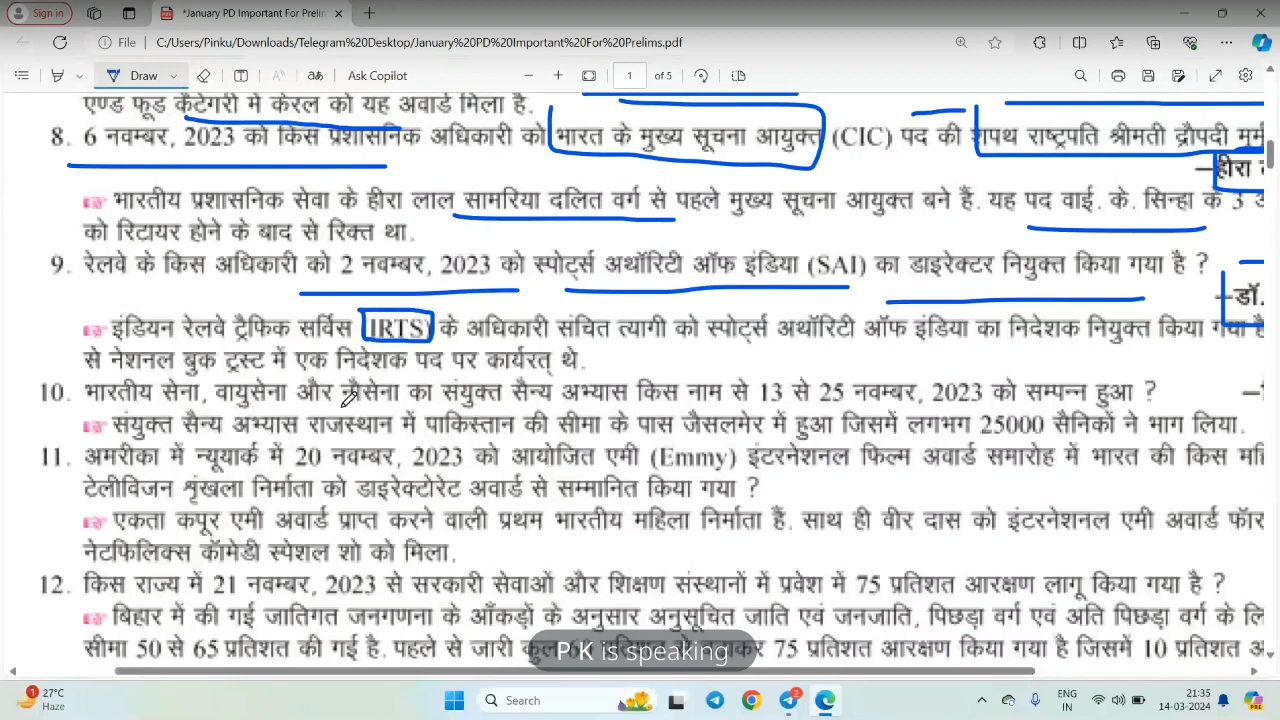 Sign in
*January PD Important For Prelim
File C:/Users/Pinku/Downloads/Telegram%20Desktop/January%20PD%20Important%20For%20Prelims.pdf
Draw Ask Copilot 1 of 5
एण्ड फूड कैटेगरी में केरल को यह अवार्ड मिला है.
8. 6 नवम्बर, 2023 को किस प्रशासनिक अधिकारी को भारत के मुख्य सूचना आयुक्त (CIC) पद की शपथ राष्ट्रपति श्रीमती द्रौपदी मुर्म
–हीरा
भारतीय प्रशासनिक सेवा के हीरा लाल सामरिया दलित वर्ग से पहले मुख्य सूचना आयुक्त बने हैं. यह पद वाई. के. सिन्हा के 3 अ
को रिटायर होने के बाद से रिक्त था.
9. रेलवे के किस अधिकारी को 2 नवम्बर, 2023 को स्पोर्ट्स अथॉरिटी ऑफ इंडिया (SAI) का डाइरेक्टर नियुक्त किया गया है ?
–डॉ.
इंडियन रेलवे ट्रैफिक सर्विस (IRTS) के अधिकारी संचित त्यागी को स्पोर्ट्स अथॉरिटी ऑफ इंडिया का निदेशक नियुक्त किया गया है
से नेशनल बुक ट्रस्ट में एक निदेशक पद पर कार्यरत् थे.
10. भारतीय सेना, वायुसेना और नौसेना का संयुक्त सैन्य अभ्यास किस नाम से 13 से 25 नवम्बर, 2023 को सम्पन्न हुआ ?
संयुक्त सैन्य अभ्यास राजस्थान में पाकिस्तान की सीमा के पास जैसलमेर में हुआ जिसमें लगभग 25000 सैनिकों ने भाग लिया.
11. अमरीका में न्यूयार्क में 20 नवम्बर, 2023 को आयोजित एमी (Emmy) इंटरनेशनल फिल्म अवार्ड समारोह में भारत की किस महि
टेलीविजन शृंखला निर्माता को डाइरेक्टोरेट अवार्ड से सम्मानित किया गया ?
एकता कपूर एमी अवार्ड प्राप्त करने वाली प्रथम भारतीय महिला निर्माता हैं. साथ ही वीर दास को इंटरनेशनल एमी अवार्ड फॉर
नेटफिलिक्स कॉमेडी स्पेशल शो को मिला.
12. किस राज्य में 21 नवम्बर, 2023 से सरकारी सेवाओं और शिक्षण संस्थानों में प्रवेश में 75 प्रतिशत आरक्षण लागू किया गया है ?
बिहार में की गई जातिगत जनगणना के आँकड़ों के अनुसार अनुसूचित जाति एवं जनजाति, पिछड़ा वर्ग एवं अति पिछड़ा वर्ग के लि
सीमा 50 से 65 प्रतिशत की गई है. पहले से जारी कुल 75 प्रतिशत आरक्षण किया गया है जिसमें 10 प्रतिशत अ
P K is speaking
27°C
Haze
Search
ENG
IN
21:33
14-03-2024